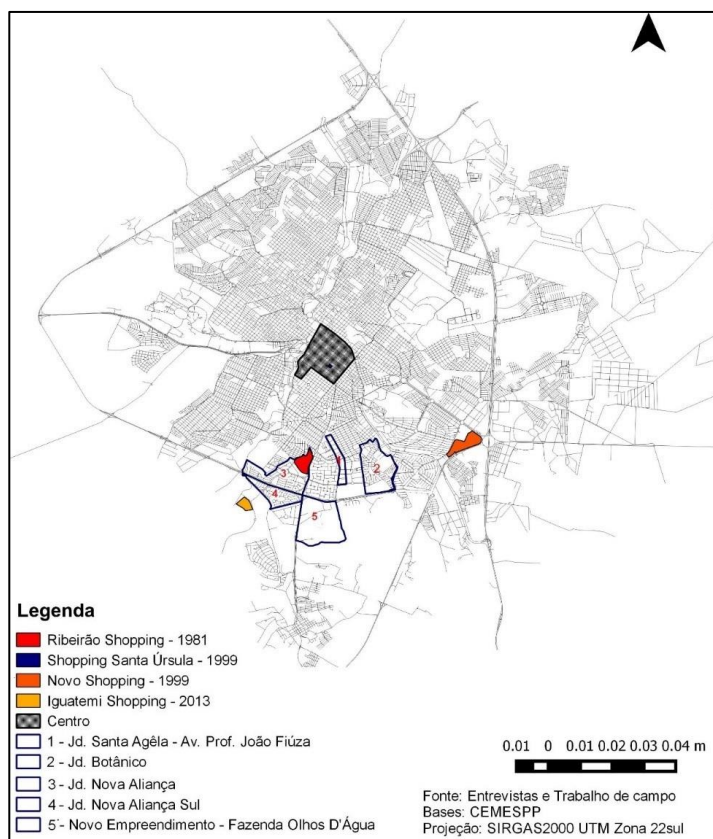 1
2
3
4
5
Legenda
Ribeirão Shopping - 1981
Shopping Santa Úrsula - 1999
Novo Shopping - 1999
Iguatemi Shopping - 2013
Centro
1 - Jd. Santa Agêla - Av. Prof. João Fiúza
2 - Jd. Botânico
3 - Jd. Nova Aliança
4 - Jd. Nova Aliança Sul
5 - Novo Empreendimento - Fazenda Olhos D'Água
0.01 0 0.01 0.02 0.03 0.04 m
Fonte: Entrevistas e Trabalho de campo
Bases: CEMESPP
Projeção: SIRGAS2000 UTM Zona 22sul